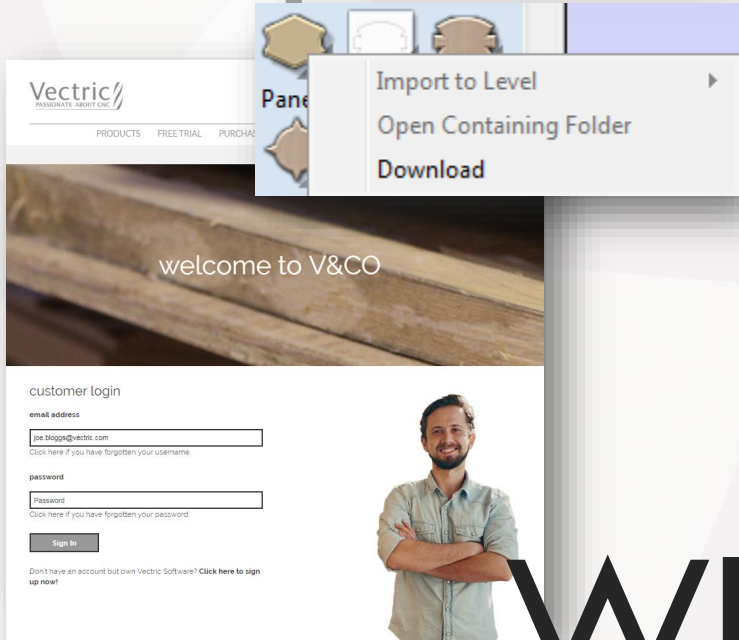 Import to Level
Open Containing Folder
Download
Vectric
PASSIONATE ABOUT CNC
PRODUCTS FREE TRIAL
welcome to V&CO
customer login
email address
joe.bloggs@vectric.com
Click here if you have forgotten your username.
password
Password
Click here if you have forgotten your password.
Sign In
Don't have an account but own Vectric Software? Click here to sign
up now!